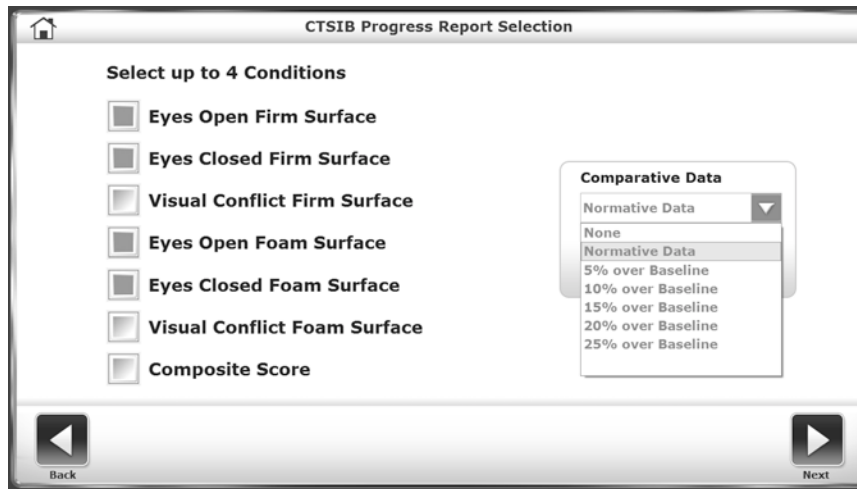 CTSIB Progress Report Selection
Select up to 4 Conditions
Eyes Open Firm Surface
Eyes Closed Firm Surface
Visual Conflict Firm Surface
Eyes Open Foam Surface
Eyes Closed Foam Surface
Visual Conflict Foam Surface
Composite Score
Comparative Data
Normative Data
None
Normative Data
5% over Baseline
10% over Baseline
15% over Baseline
20% over Baseline
25% over Baseline
Back
Next